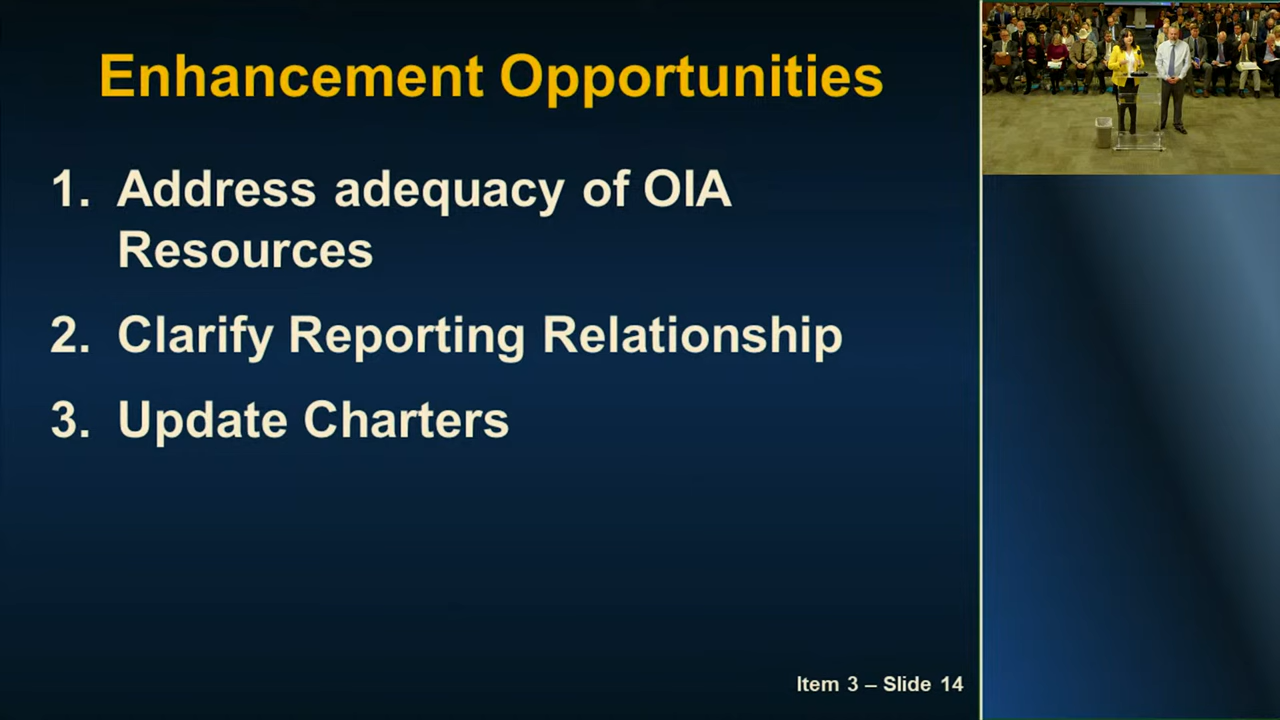 Enhancement Opportunities
1. Address adequacy of OIA
Resources
2. Clarify Reporting Relationship
3. Update Charters
Item 3 – Slide 14